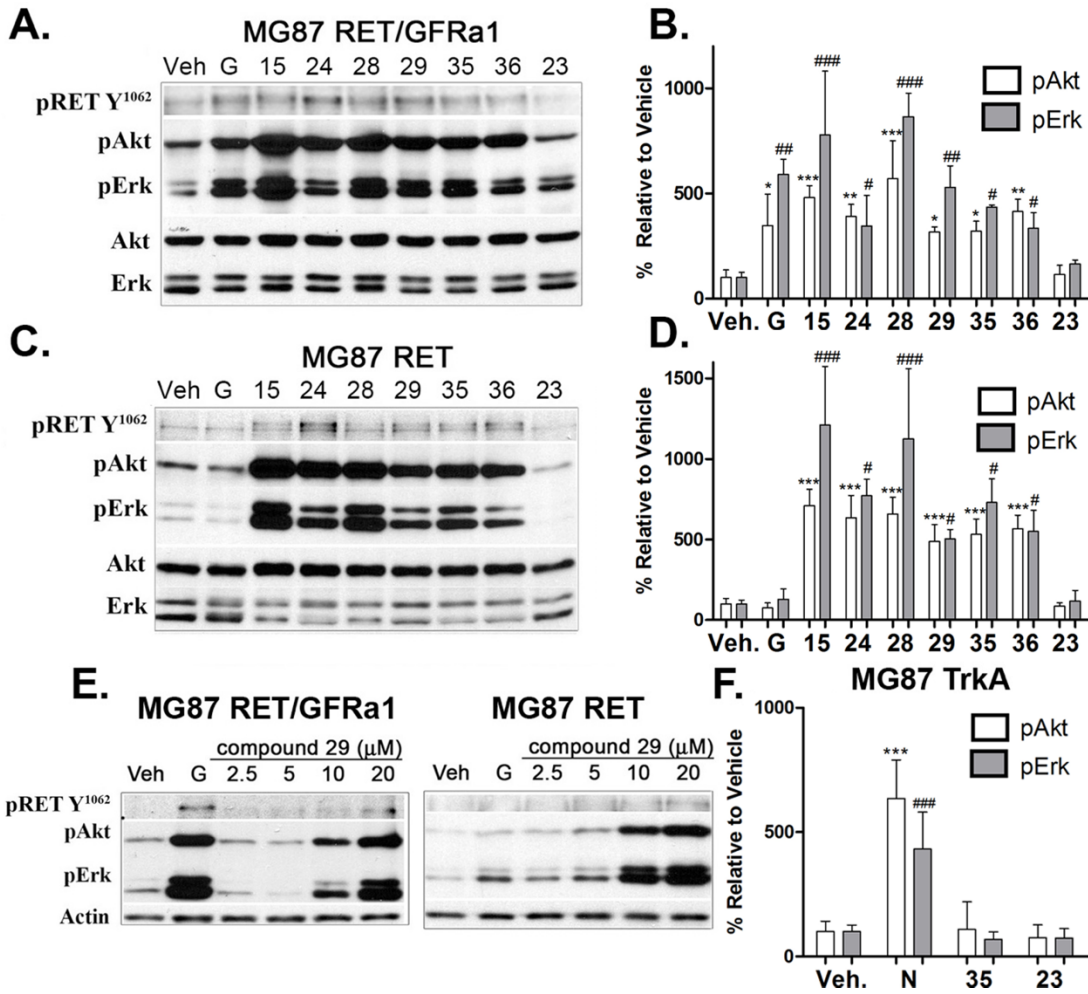 A.
MG87 RET/GFRa1
Veh G 15 24 28 29 35 36 23
pRET Y¹⁰⁶²
pAkt
pErk
Akt
Erk
B.
% Relative to Vehicle
1000
500
0
pAkt
pErk
* ## *** ### ** # *** ### * ## * # ** #
Veh. G 15 24 28 29 35 36 23
C.
MG87 RET
Veh G 15 24 28 29 35 36 23
pRET Y¹⁰⁶²
pAkt
pErk
Akt
Erk
D.
% Relative to Vehicle
1500
1000
500
0
pAkt
pErk
*** ### *** # *** ### *** # *** # *** #
Veh. G 15 24 28 29 35 36 23
E.
MG87 RET/GFRa1
compound 29 (µM)
Veh G 2.5 5 10 20
pRET Y¹⁰⁶²
pAkt
pErk
Actin
MG87 RET
compound 29 (µM)
Veh G 2.5 5 10 20
F.
MG87 TrkA
% Relative to Vehicle
1000
500
0
pAkt
pErk
*** ###
Veh. N 35 23